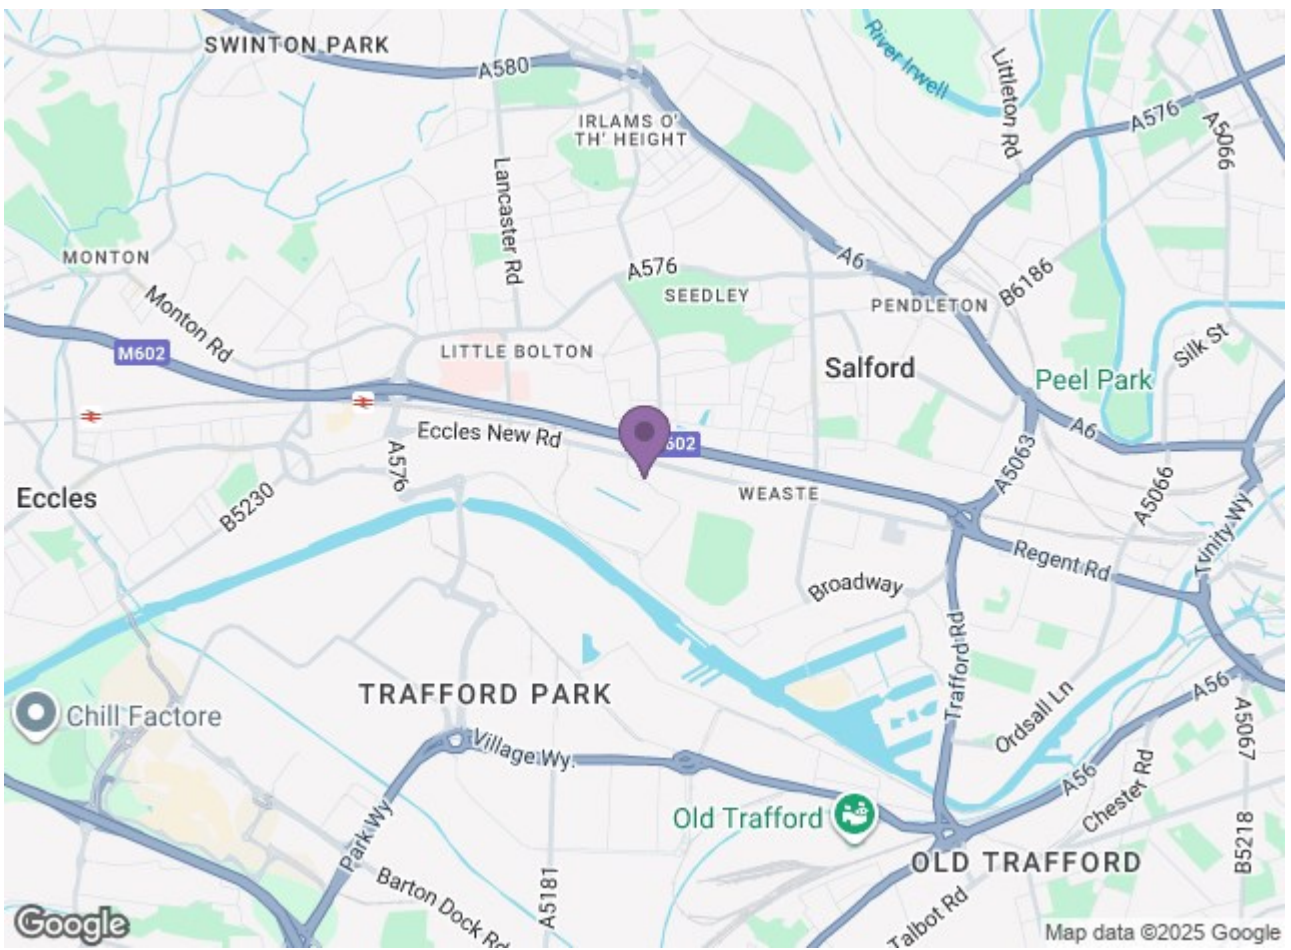 SWINTON PARK
A580
River Irwell
Littleton Rd
A576
A5066
IRLAMS O'
TH' HEIGHT
Lancaster Rd
MONTON
A576
A6
SEEDLEY
B6186
PENDLETON
Monton Rd
M602
LITTLE BOLTON
Silk St
Salford
Peel Park
Eccles New Rd
602
A6
A576
A5063
Eccles
B5230
WEASTE
A5066
Trinity Wy
Regent Rd
Broadway
Trafford Rd
TRAFFORD PARK
A56
Chill Factore
Ordsall Ln
A5067
Village Wy.
A56
Chester Rd
Old Trafford
Park Wy
OLD TRAFFORD
B5218
Barton Dock Rd
A5181
Talbot Rd
Google
Map data ©2025 Google